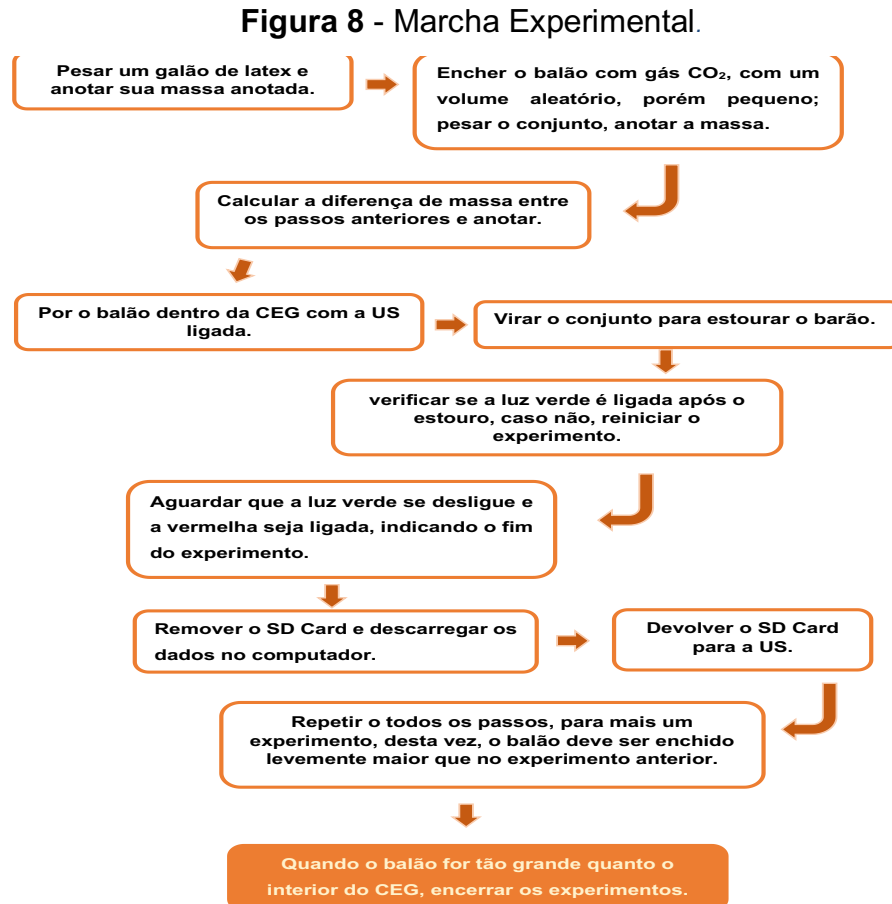 Figura 8 - Marcha Experimental.
Pesar um galão de latex e
anotar sua massa anotada.
Encher o balão com gás CO₂, com um
volume aleatório, porém pequeno;
pesar o conjunto, anotar a massa.
Calcular a diferença de massa entre
os passos anteriores e anotar.
Por o balão dentro da CEG com a US
ligada.
Virar o conjunto para estourar o barão.
verificar se a luz verde é ligada após o
estouro, caso não, reiniciar o
experimento.
Aguardar que a luz verde se desligue e
a vermelha seja ligada, indicando o fim
do experimento.
Remover o SD Card e descarregar os
dados no computador.
Devolver o SD Card
para a US.
Repetir o todos os passos, para mais um
experimento, desta vez, o balão deve ser enchido
levemente maior que no experimento anterior.
Quando o balão for tão grande quanto o
interior do CEG, encerrar os experimentos.